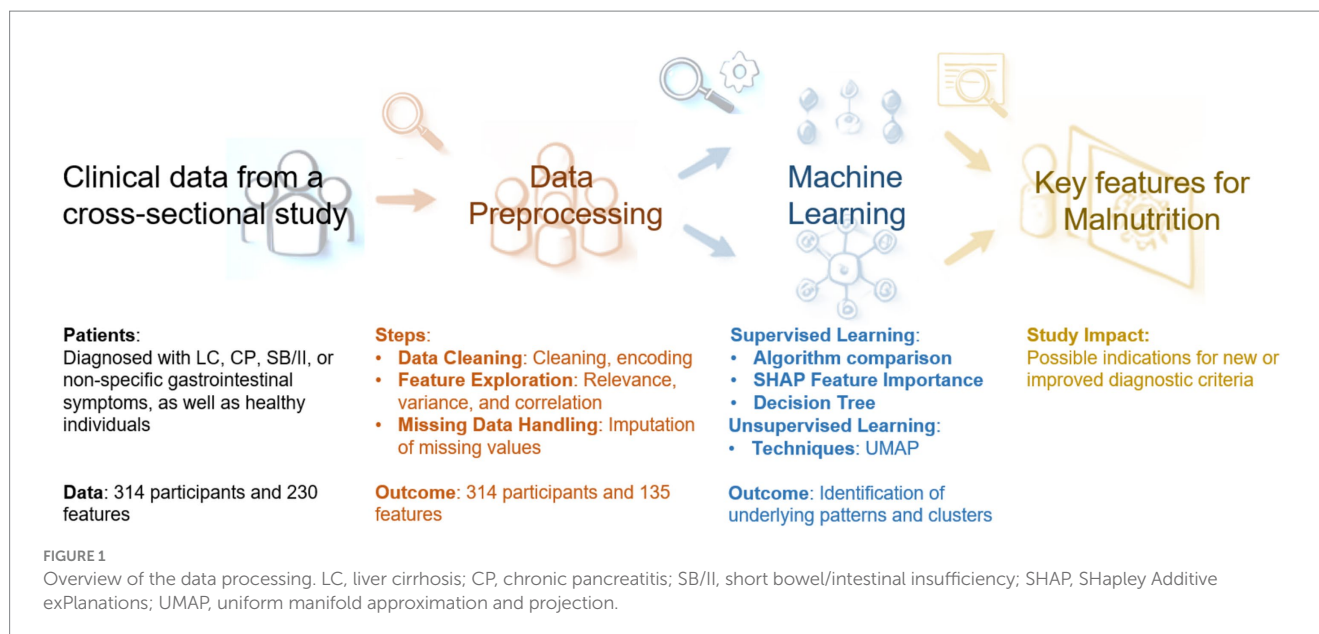 Clinical data from a
cross-sectional study
Data
Preprocessing
Machine
Learning
Key features for
Malnutrition
Patients:
Diagnosed with LC, CP, SB/II, or
non-specific gastrointestinal
symptoms, as well as healthy
individuals
Data: 314 participants and 230
features
Steps:
• Data Cleaning: Cleaning, encoding
• Feature Exploration: Relevance,
variance, and correlation
• Missing Data Handling: Imputation
of missing values
Outcome: 314 participants and 135
features
Supervised Learning:
• Algorithm comparison
• SHAP Feature Importance
• Decision Tree
Unsupervised Learning:
• Techniques: UMAP
Outcome: Identification of
underlying patterns and clusters
Study Impact:
Possible indications for new or
improved diagnostic criteria
FIGURE 1
Overview of the data processing. LC, liver cirrhosis; CP, chronic pancreatitis; SB/II, short bowel/intestinal insufficiency; SHAP, SHapley Additive
exPlanations; UMAP, uniform manifold approximation and projection.